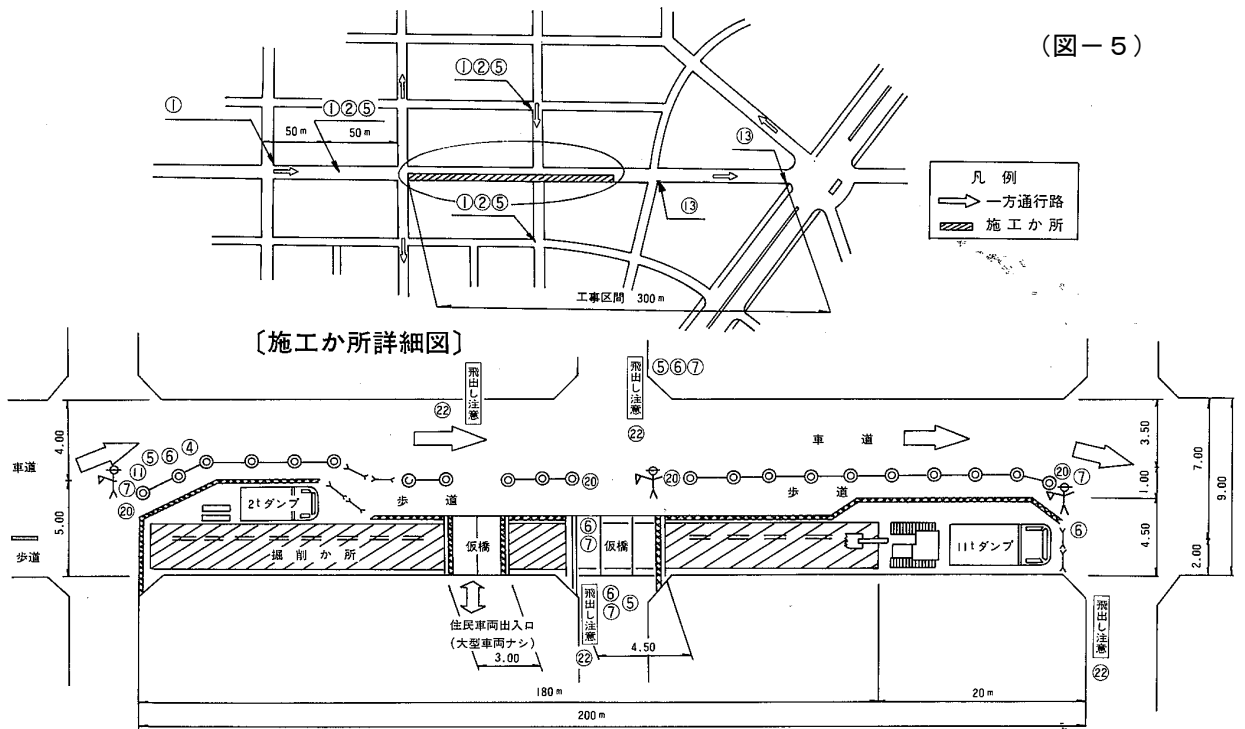 (図−5)
①②⑤
①
①②⑤
50m
50m
⑬
①②⑤
⑬
凡例
一方通行路
施工か所
工事区間 300m
〔施工か所詳細図〕
飛出し注意
⑤⑥⑦
飛出し注意
㉒
㉒
4.00
車道
5.00
歩道
⑪⑤⑥④
⑦
⑳
車道
3.50
1.00
4.50
7.00
2.00
9.00
⑳
⑳
⑳⑦
歩道
歩道
2tダンプ
⑥
掘削か所
仮橋
⑥
⑦
仮橋
11tダンプ
⑥
⑦⑤
飛出し注意
㉒
住民車両出入口
(大型車両ナシ)
3.00
4.50
飛出し注意
㉒
180m
20m
200m